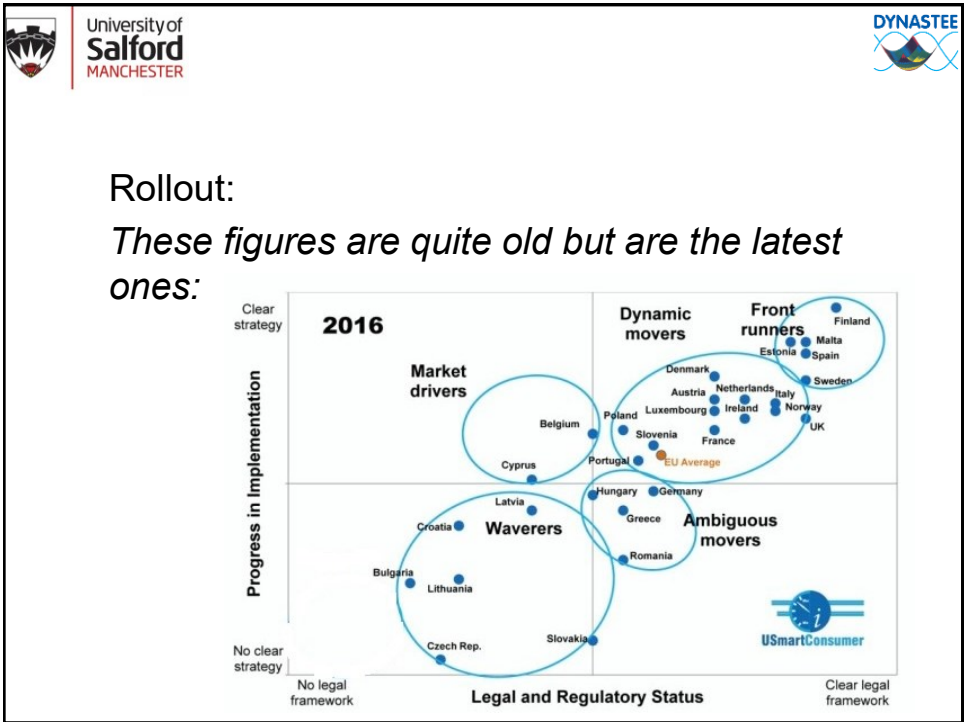 University of
Salford
MANCHESTER
DYNASTEE
Rollout:
These figures are quite old but are the latest
ones:
Clear
strategy
2016
Dynamic
movers
Front
runners
Finland
Malta
Estonia
Spain
Market
drivers
Denmark
Sweden
Austria
Netherlands
Italy
Poland
Luxembourg
Ireland
Norway
Belgium
UK
Slovenia
France
Cyprus
Portugal
EU Average
Progress in Implementation
Hungary
Germany
Latvia
Greece
Croatia
Waverers
Ambiguous
movers
Romania
Bulgaria
Lithuania
i
USmartConsumer
Czech Rep.
Slovakia
No clear
strategy
No legal
framework
Legal and Regulatory Status
Clear legal
framework